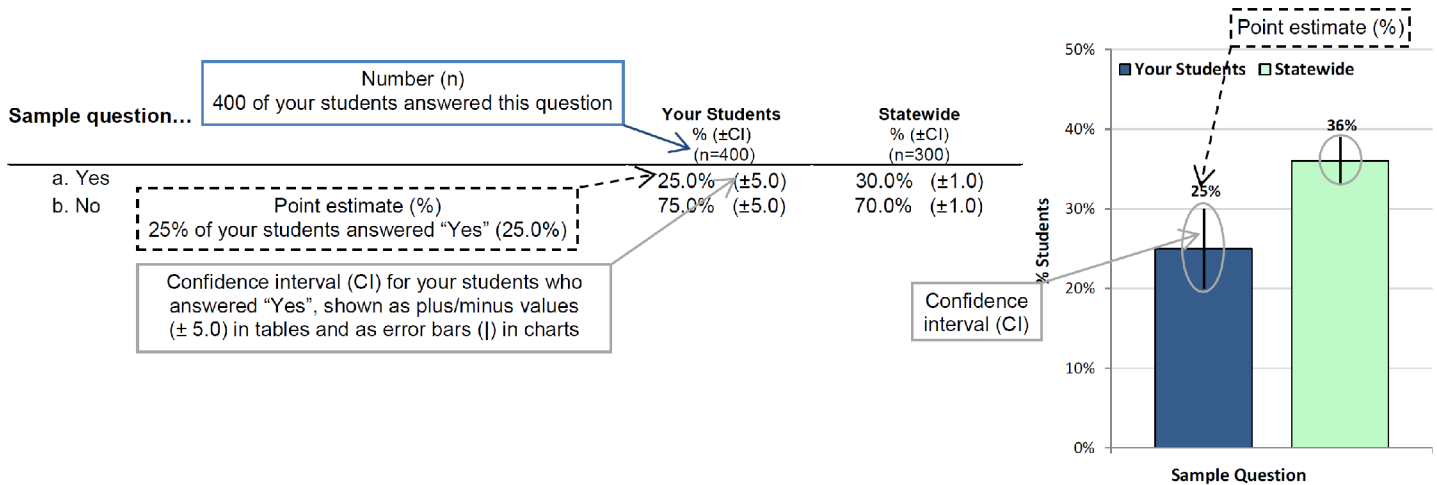 Number (n)
400 of your students answered this question
Sample question…
Your Students
% (±CI)
(n=400)
Statewide
% (±CI)
(n=300)
a. Yes
25.0% (±5.0)
30.0% (±1.0)
b. No
75.0% (±5.0)
70.0% (±1.0)
Point estimate (%)
25% of your students answered “Yes” (25.0%)
Confidence interval (CI) for your students who
answered “Yes”, shown as plus/minus values
(± 5.0) in tables and as error bars (|) in charts
Point estimate (%)
50%
Your Students
Statewide
40%
36%
30%
25%
% Students
20%
Confidence
interval (CI)
10%
0%
Sample Question